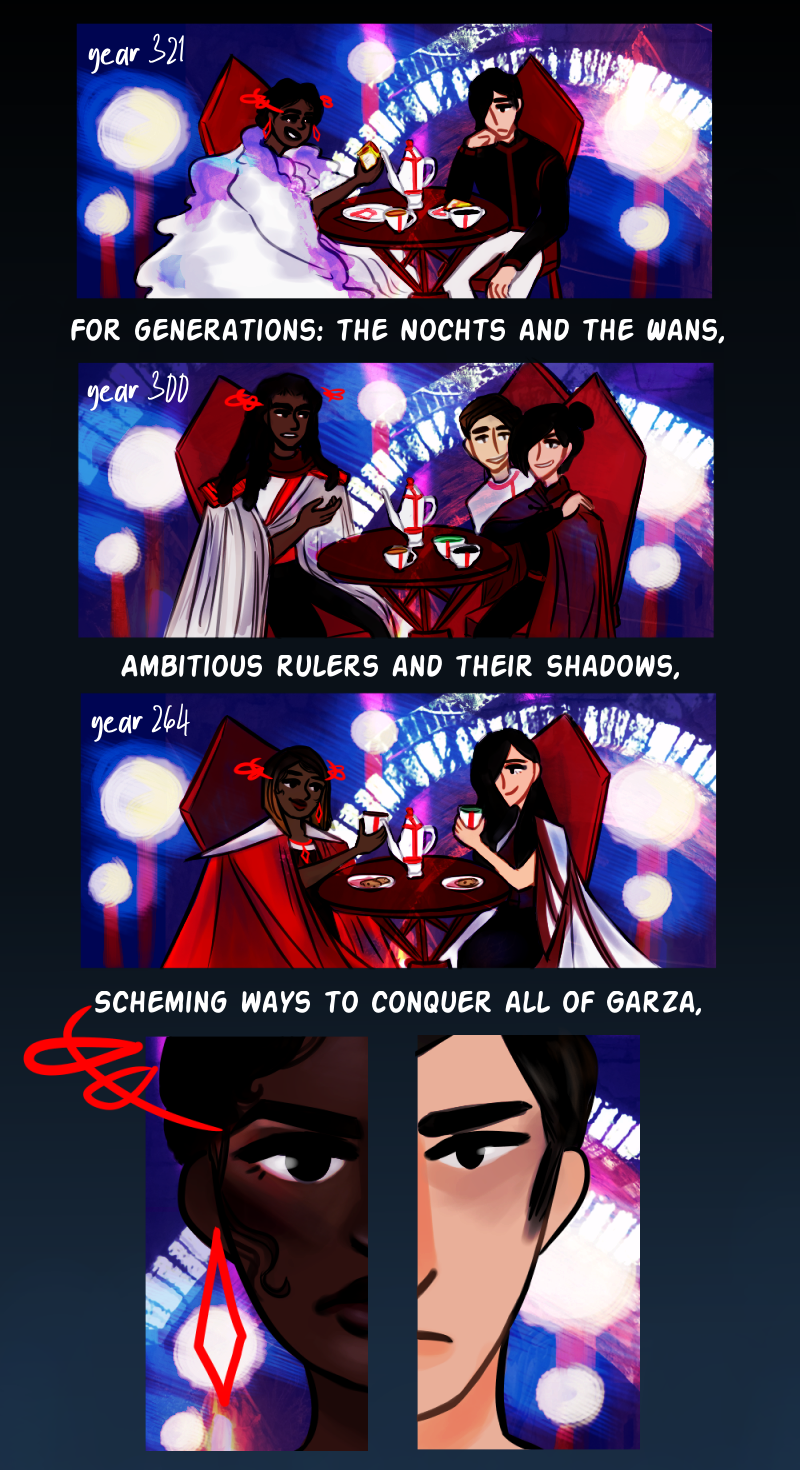 year 321
FOR GENERATIONS: THE NOCHTS AND THE WANS,
year 300
AMBITIOUS RULERS AND THEIR SHADOWS,
year 264
SCHEMING WAYS TO CONQUER ALL OF GARZA,